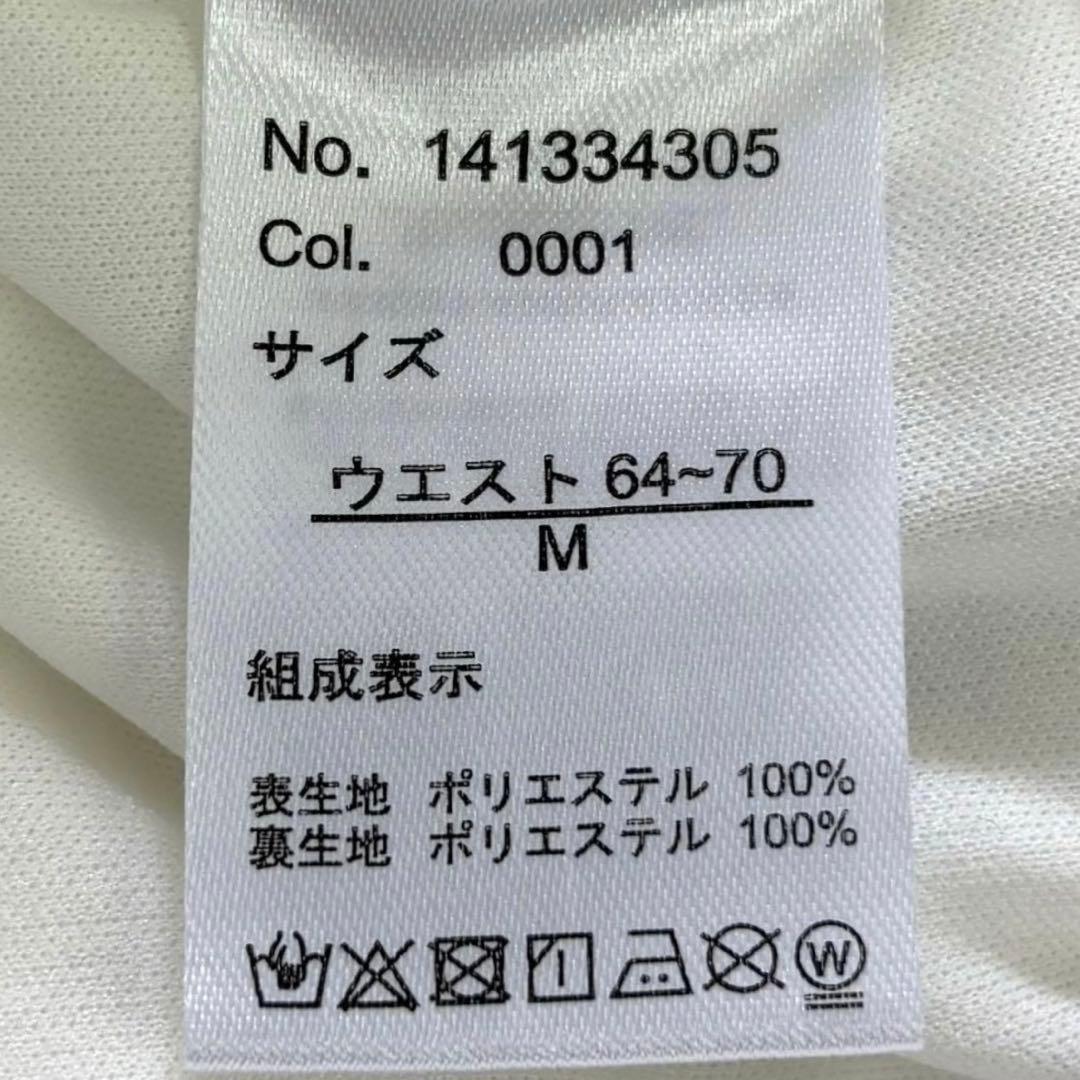 No. 141334305
Col. 0001
サイズ
ウエスト 64~70
M
組成表示
表生地 ポリエステル 100%
裏生地 ポリエステル 100%
W